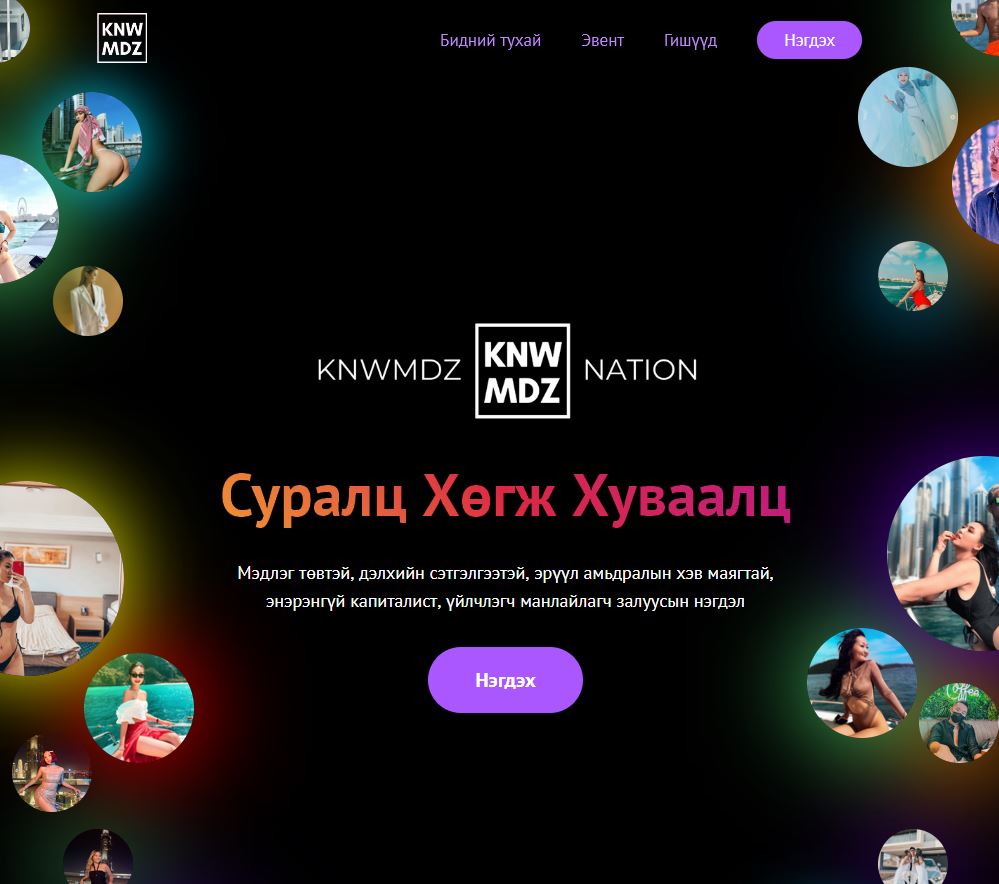 KNW
MDZ
Бидний тухай
Эвент
Гишүүд
Нэгдэх
KNWMDZ
KNW
MDZ
NATION
Суралц Хөгж Хуваалц
Мэдлэг төвтэй, дэлхийн сэтгэлгээтэй, эрүүл амьдралын хэв маягтай,
энэрэнгүй капиталист, үйлчлэгч манлайлагч залуусын нэгдэл
Нэгдэх
Coffee